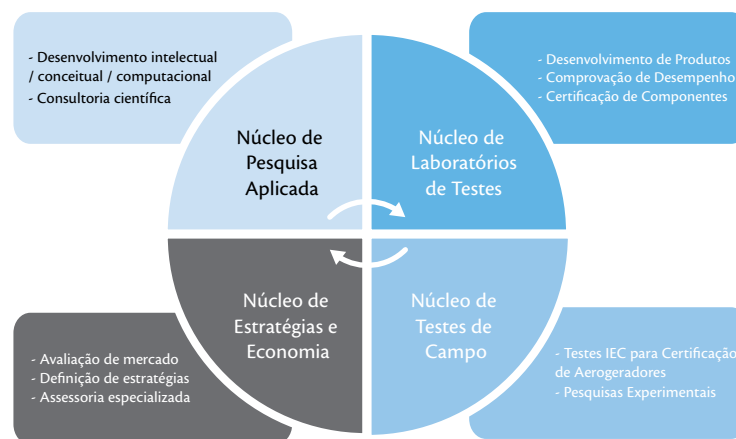 - Desenvolvimento intelectual
/ conceitual / computacional
- Consultoria científica
- Desenvolvimento de Produtos
- Comprovação de Desempenho
- Certificação de Componentes
Núcleo de
Pesquisa
Aplicada
Núcleo de
Laboratórios
de Testes
Núcleo de
Estratégias e
Economia
Núcleo de
Testes de
Campo
- Avaliação de mercado
- Definição de estratégias
- Assessoria especializada
- Testes IEC para Certificação
de Aerogeradores
- Pesquisas Experimentais